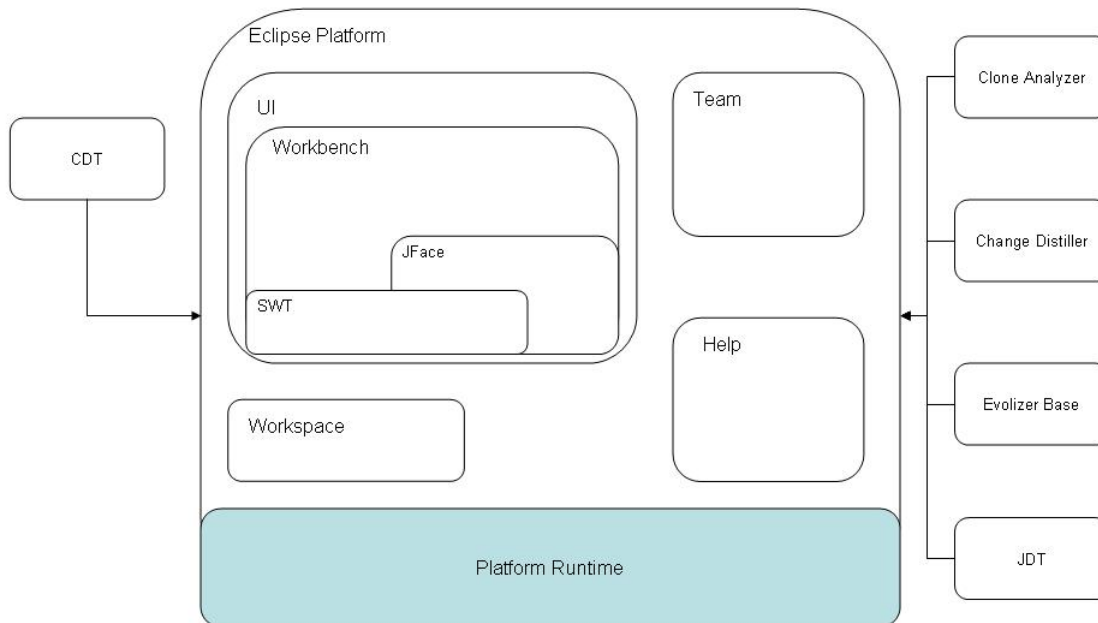 Eclipse Platform
UI
Workbench
JFace
SWT
Workspace
Team
Help
Platform Runtime
CDT
Clone Analyzer
Change Distiller
Evolizer Base
JDT